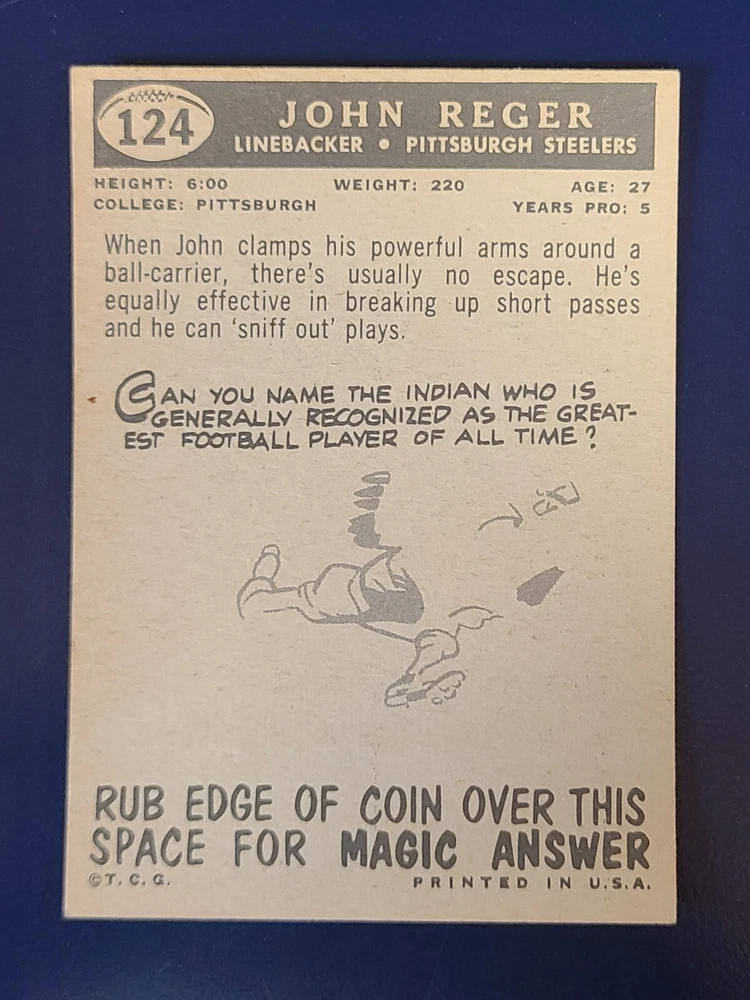 124
JOHN REGER
LINEBACKER • PITTSBURGH STEELERS
HEIGHT: 6:00 WEIGHT: 220 AGE: 27
COLLEGE: PITTSBURGH YEARS PRO: 5
When John clamps his powerful arms around a
ball-carrier, there's usually no escape. He's
equally effective in breaking up short passes
and he can 'sniff out' plays.
CAN YOU NAME THE INDIAN WHO IS
GENERALLY RECOGNIZED AS THE GREAT-
EST FOOTBALL PLAYER OF ALL TIME?
RUB EDGE OF COIN OVER THIS
SPACE FOR MAGIC ANSWER
©T. C. G. PRINTED IN U.S.A.